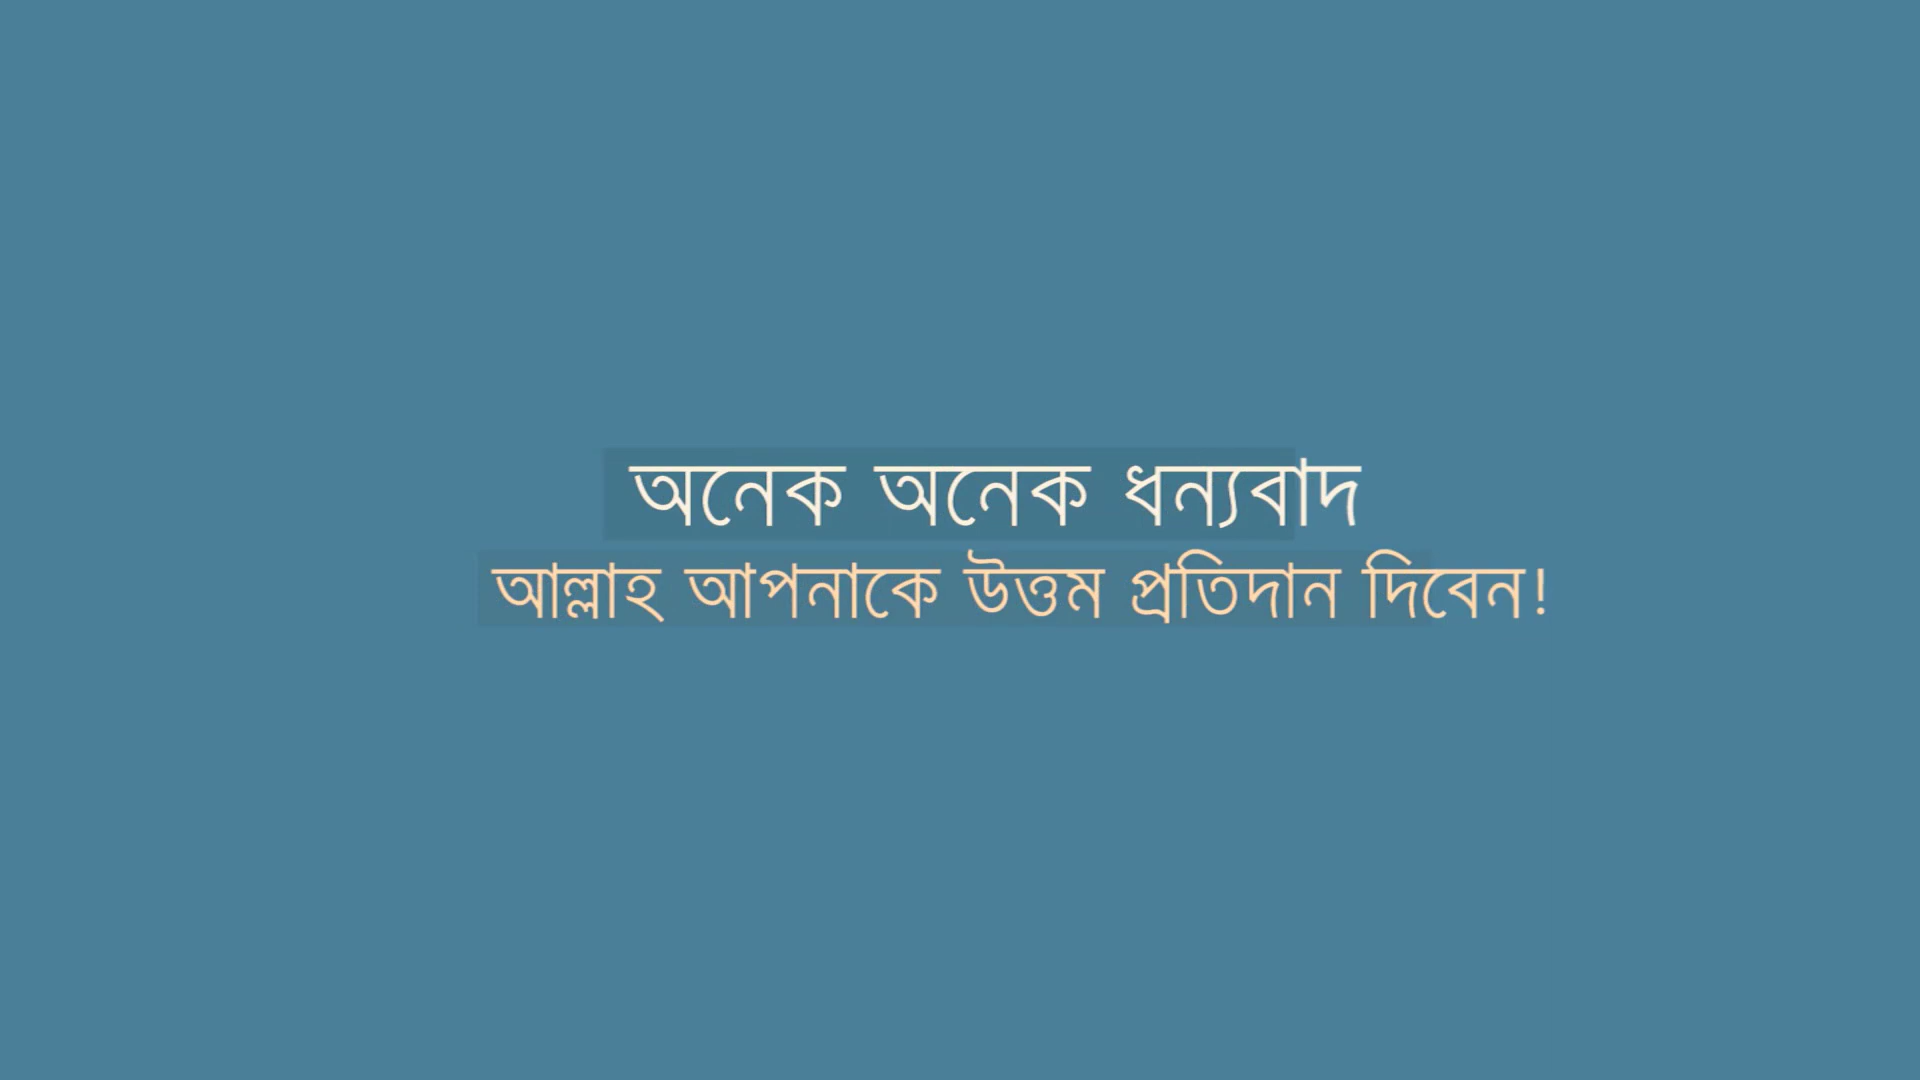 অনেক অনেক ধন্যবাদ
আল্লাহ আপনাকে উত্তম প্রতিদান দিবেন!